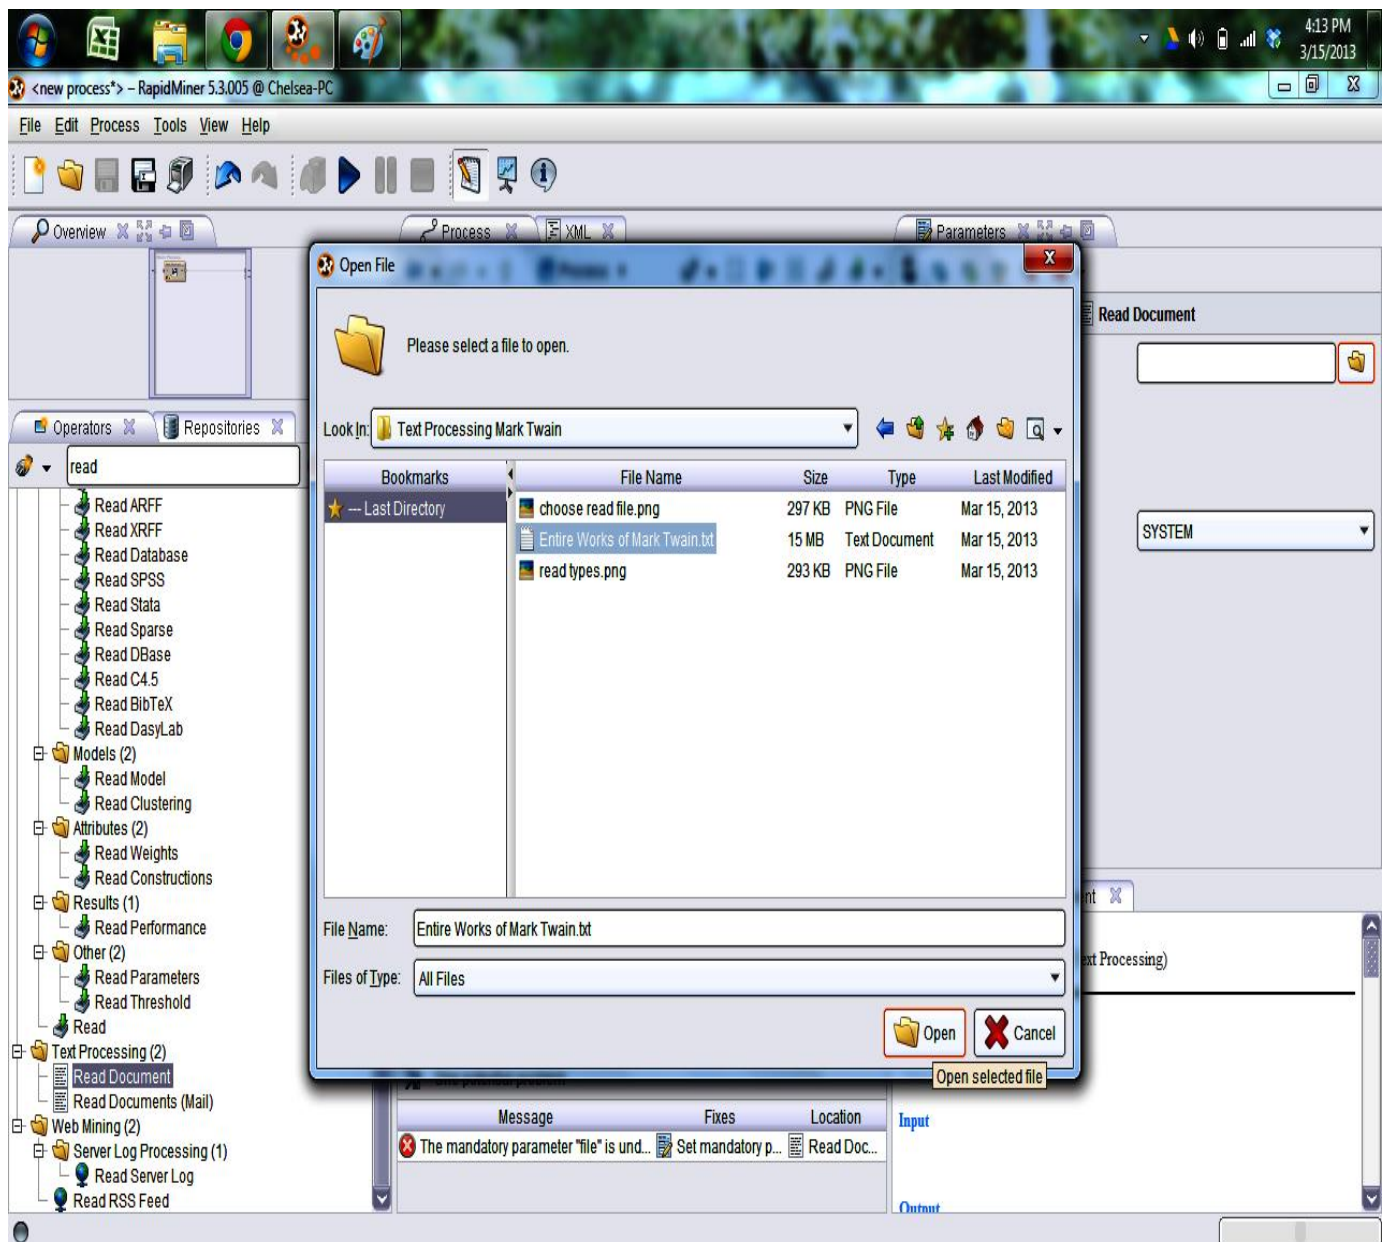 4:13 PM
3/15/2013
<new process*> – RapidMiner 5.3.005 @ Chelsea-PC
File Edit Process Tools View Help
Overview
Process
XML
Parameters
Open File
Please select a file to open.
Read Document
Look In: Text Processing Mark Twain
Operators
Repositories
read
Bookmarks
File Name Size Type Last Modified
--- Last Directory
choose read file.png 297 KB PNG File Mar 15, 2013
Entire Works of Mark Twain.txt 15 MB Text Document Mar 15, 2013
read types.png 293 KB PNG File Mar 15, 2013
SYSTEM
Read ARFF
Read XRFF
Read Database
Read SPSS
Read Stata
Read Sparse
Read DBase
Read C4.5
Read BibTeX
Read DasyLab
Models (2)
Read Model
Read Clustering
Attributes (2)
Read Weights
Read Constructions
Results (1)
Read Performance
Other (2)
Read Parameters
Read Threshold
Read
Text Processing (2)
Read Document
Read Documents (Mail)
Web Mining (2)
Server Log Processing (1)
Read Server Log
Read RSS Feed
File Name: Entire Works of Mark Twain.txt
Files of Type: All Files
Open
Cancel
Open selected file
nt
ext Processing)
Message Fixes Location
The mandatory parameter "file" is und... Set mandatory p... Read Doc...
Input
Output